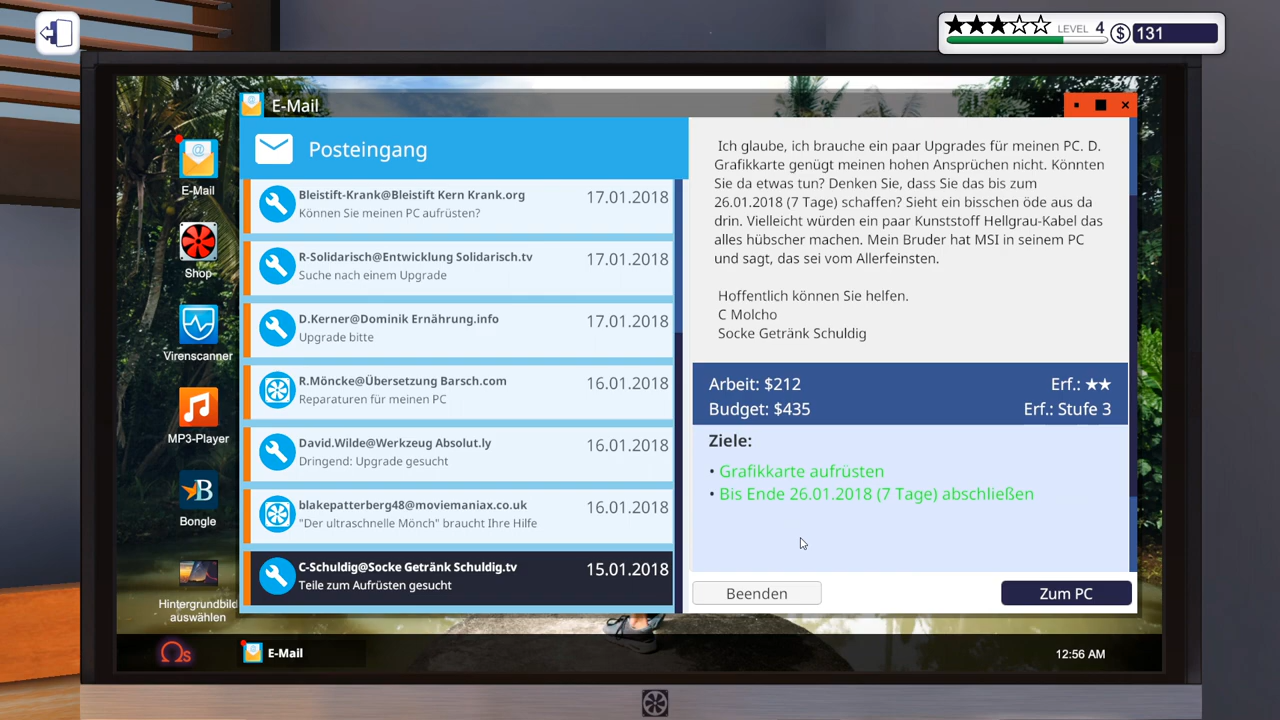 LEVEL 4
$ 131
E-Mail
Posteingang
Bleistift-Krank@Bleistift Kern Krank.org
17.01.2018
Können Sie meinen PC aufrüsten?
R-Solidarisch@Entwicklung Solidarisch.tv
17.01.2018
Suche nach einem Upgrade
D.Kerner@Dominik Ernährung.info
17.01.2018
Upgrade bitte
R.Möncke@Übersetzung Barsch.com
16.01.2018
Reparaturen für meinen PC
David.Wilde@Werkzeug Absolut.ly
16.01.2018
Dringend: Upgrade gesucht
blakepatterberg48@moviemaniax.co.uk
16.01.2018
"Der ultraschnelle Mönch" braucht Ihre Hilfe
C-Schuldig@Socke Getränk Schuldig.tv
15.01.2018
Teile zum Aufrüsten gesucht
Ich glaube, ich brauche ein paar Upgrades für meinen PC. D.
Grafikkarte genügt meinen hohen Ansprüchen nicht. Könnten
Sie da etwas tun? Denken Sie, dass Sie das bis zum
26.01.2018 (7 Tage) schaffen? Sieht ein bisschen öde aus da
drin. Vielleicht würden ein paar Kunststoff Hellgrau-Kabel das
alles hübscher machen. Mein Bruder hat MSI in seinem PC
und sagt, das sei vom Allerfeinsten.
Hoffentlich können Sie helfen.
C Molcho
Socke Getränk Schuldig
Arbeit: $212
Erf.: ★★
Budget: $435
Erf.: Stufe 3
Ziele:
• Grafikkarte aufrüsten
• Bis Ende 26.01.2018 (7 Tage) abschließen
Beenden
Zum PC
E-Mail
Shop
Virenscanner
MP3-Player
B
Bongle
Hintergrundbild
auswählen
Ωs
E-Mail
12:56 AM